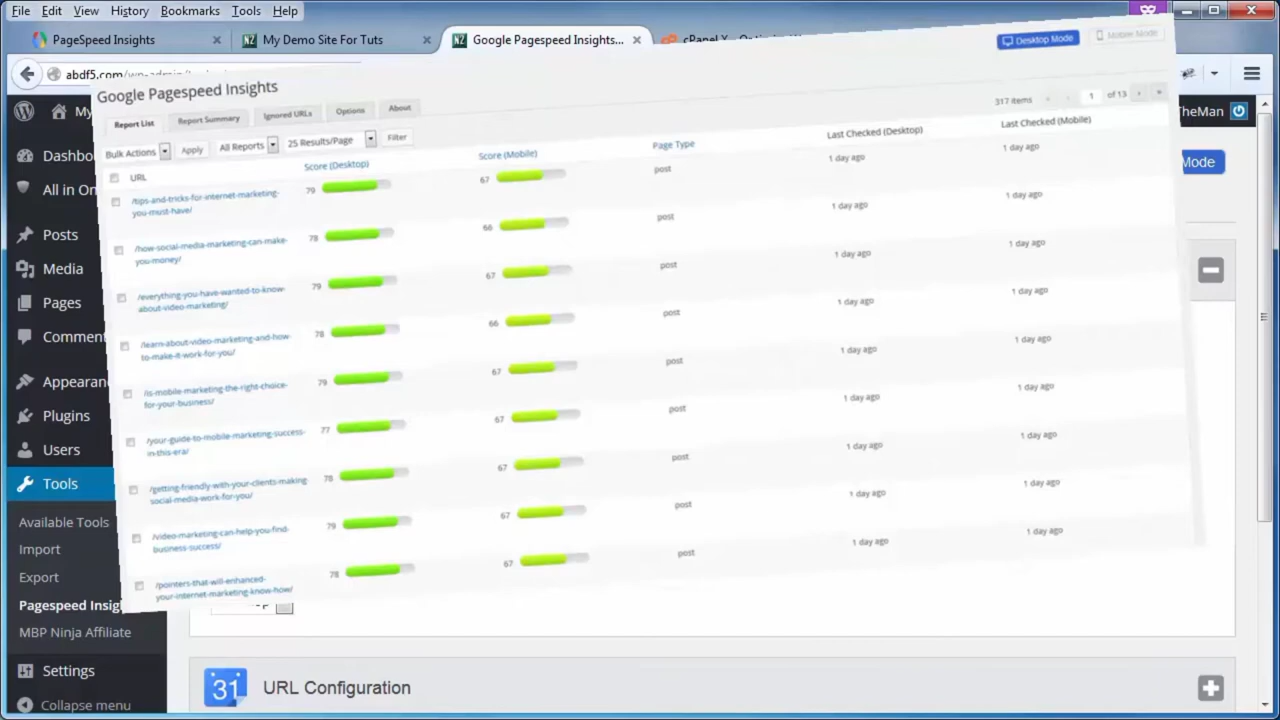 File Edit View History Bookmarks Tools Help
PageSpeed Insights
My Demo Site For Tuts
Google Pagespeed Insights...
abdf5.com/wp-admin/
TheMan
Mode
My
Dashbo
All in On
Posts
Media
Pages
Comment
Appearan
Plugins
Users
Tools
Available Tools
Import
Export
Pagespeed Insig
MBP Ninja Affiliate
Settings
Collapse menu
Google Pagespeed Insights
Desktop Mode
Mobile Mode
Report List Report Summary Ignored URLs Options About
317 items « ‹ 1 of 13 › »
Bulk Actions Apply All Reports 25 Results/Page Filter
URL Score (Desktop) Score (Mobile) Page Type Last Checked (Desktop) Last Checked (Mobile)
/tips-and-tricks-for-internet-marketing- 79 67 post 1 day ago 1 day ago
you-must-have/
/how-social-media-marketing-can-make- 78 66 post 1 day ago 1 day ago
you-money/
/everything-you-have-wanted-to-know- 79 67 post 1 day ago 1 day ago
about-video-marketing/
/learn-about-video-marketing-and-how- 78 66 post 1 day ago 1 day ago
to-make-it-work-for-you/
/is-mobile-marketing-the-right-choice- 79 67 post 1 day ago 1 day ago
for-your-business/
/your-guide-to-mobile-marketing-success- 77 67 post 1 day ago 1 day ago
in-this-era/
/getting-friendly-with-your-clients-making- 78 67 post 1 day ago 1 day ago
social-media-work-for-you/
/video-marketing-can-help-you-find- 79 67 post 1 day ago 1 day ago
business-success/
/pointers-that-will-enhanced- 78 67 post 1 day ago 1 day ago
your-internet-marketing-know-how/
31 URL Configuration